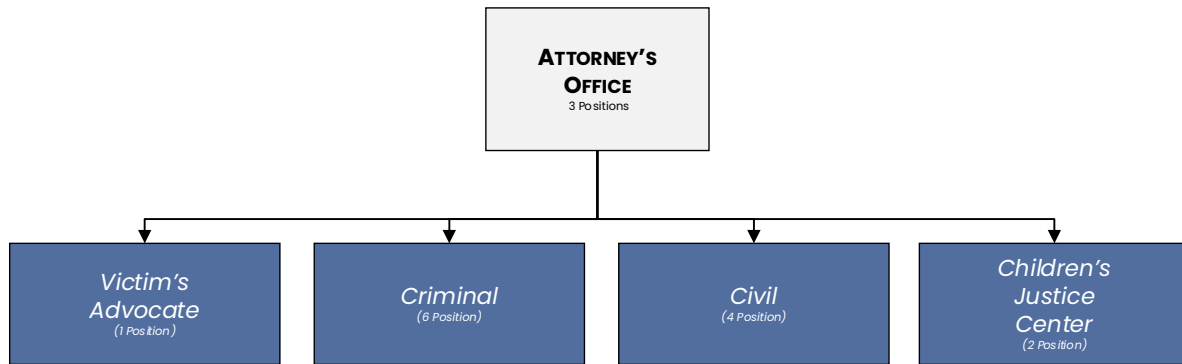 ATTORNEY'S
OFFICE
3 Positions
Victim's
Advocate
(1 Position)
Criminal
(6 Position)
Civil
(4 Position)
Children's
Justice
Center
(2 Position)